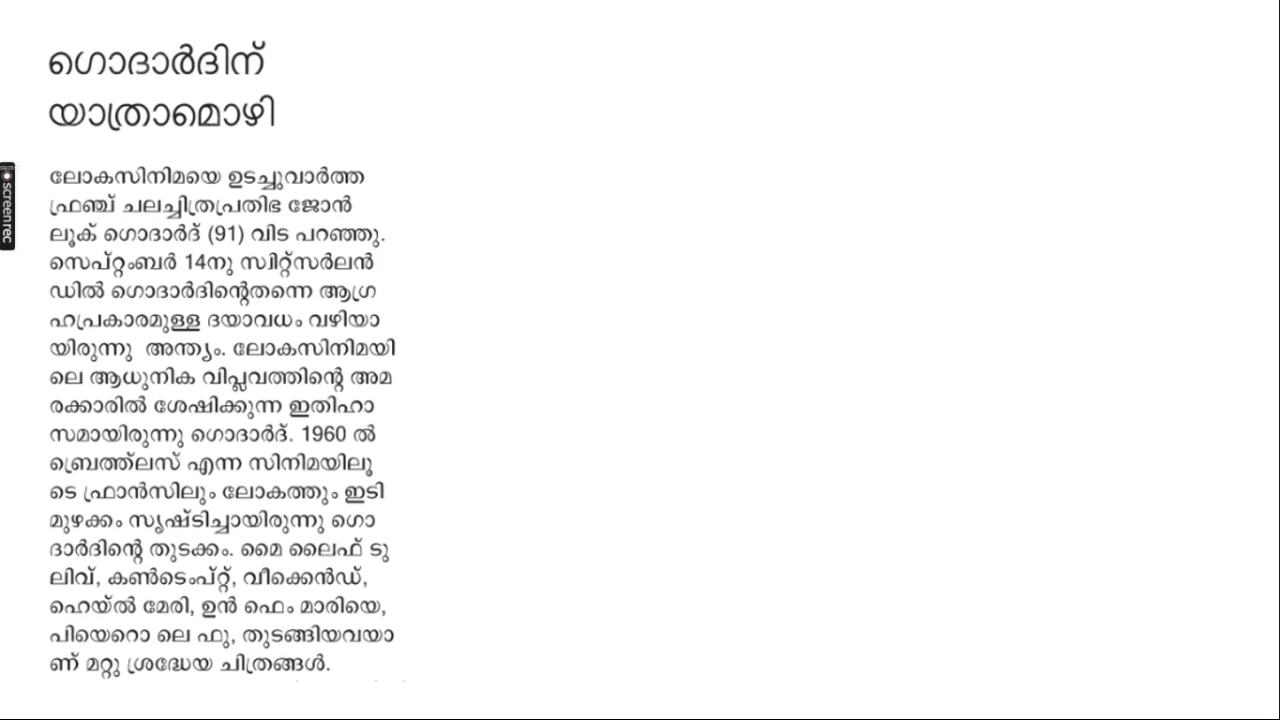 ഗൊദാർദിന്
യാത്രാമൊഴി
ലോകസിനിമയെ ഉടച്ചുവാർത്ത
ഫ്രഞ്ച് ചലച്ചിത്രപ്രതിഭ ജോൻ
ലൂക് ഗൊദാർദ് (91) വിട പറഞ്ഞു.
സെപ്റ്റംബർ 14നു സ്വിറ്റ്സർലൻ
ഡിൽ ഗൊദാർദിന്റെതന്നെ ആഗ്ര
ഹപ്രകാരമുള്ള ദയാവധം വഴിയാ
യിരുന്നു അന്ത്യം. ലോകസിനിമയി
ലെ ആധുനിക വിപ്ലവത്തിന്റെ അമ
രക്കാരിൽ ശേഷിക്കുന്ന ഇതിഹാ
സമായിരുന്നു ഗൊദാർദ്. 1960 ൽ
ബ്രെത്ത്‌ലസ് എന്ന സിനിമയിലൂ
ടെ ഫ്രാൻസിലും ലോകത്തും ഇടി
മുഴക്കം സൃഷ്ടിച്ചായിരുന്നു ഗൊ
ദാർദിന്റെ തുടക്കം. മൈ ലൈഫ് ടു
ലിവ്, കൺടെംപ്റ്റ്, വീക്കെൻഡ്,
ഹെയ്ൽ മേരി, ഉൻ ഫെം മാരിയെ,
പിയെറൊ ലെ ഫു, തുടങ്ങിയവയാ
ണ് മറ്റു ശ്രദ്ധേയ ചിത്രങ്ങൾ.
screenrec